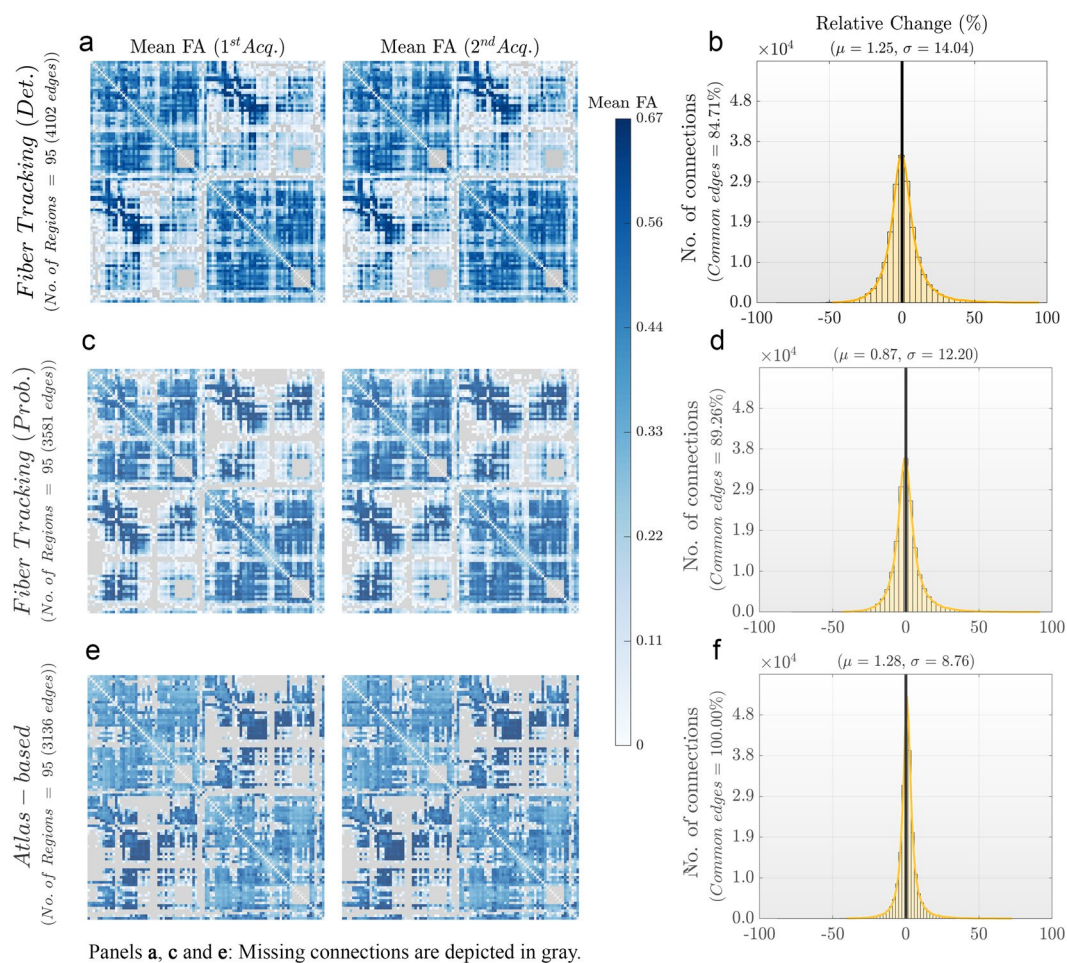 a
Mean FA (1st Acq.)
Mean FA (2nd Acq.)
Fiber Tracking (Det.)
(No. of Regions = 95 (4102 edges))
Mean FA
0.67
0.56
0.44
0.33
0.22
0.11
0
Relative Change (%)
b
×10⁴
(μ = 1.25, σ = 14.04)
No. of connections
(Common edges = 84.71%)
4.8
3.8
2.9
1.9
1.0
0.0
-100 -50 0 50 100
c
Fiber Tracking (Prob.)
(No. of Regions = 95 (3581 edges))
d
×10⁴
(μ = 0.87, σ = 12.20)
No. of connections
(Common edges = 89.26%)
4.8
3.8
2.9
1.9
1.0
0.0
-100 -50 0 50 100
e
Atlas − based
(No. of Regions = 95 (3136 edges))
f
×10⁴
(μ = 1.28, σ = 8.76)
No. of connections
(Common edges = 100.00%)
4.8
3.8
2.9
1.9
1.0
0.0
-100 -50 0 50 100
Panels a, c and e: Missing connections are depicted in gray.